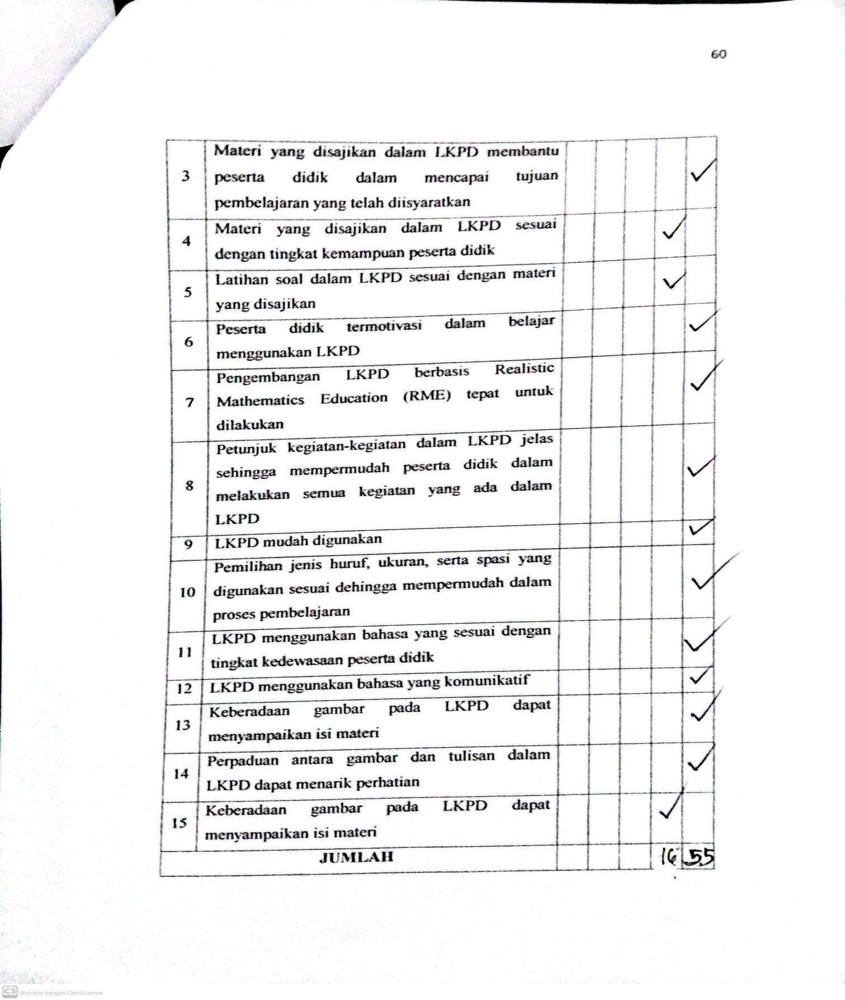 60
3 Materi yang disajikan dalam LKPD membantu
peserta didik dalam mencapai tujuan
pembelajaran yang telah diisyaratkan
✓
4 Materi yang disajikan dalam LKPD sesuai
dengan tingkat kemampuan peserta didik
✓
5 Latihan soal dalam LKPD sesuai dengan materi
yang disajikan
✓
6 Peserta didik termotivasi dalam belajar
menggunakan LKPD
✓
7 Pengembangan LKPD berbasis Realistic
Mathematics Education (RME) tepat untuk
dilakukan
✓
8 Petunjuk kegiatan-kegiatan dalam LKPD jelas
sehingga mempermudah peserta didik dalam
melakukan semua kegiatan yang ada dalam
LKPD
✓
9 LKPD mudah digunakan ✓
10 Pemilihan jenis huruf, ukuran, serta spasi yang
digunakan sesuai dehingga mempermudah dalam
proses pembelajaran
✓
11 LKPD menggunakan bahasa yang sesuai dengan
tingkat kedewasaan peserta didik
✓
12 LKPD menggunakan bahasa yang komunikatif ✓
13 Keberadaan gambar pada LKPD dapat
menyampaikan isi materi
✓
14 Perpaduan antara gambar dan tulisan dalam
LKPD dapat menarik perhatian
✓
15 Keberadaan gambar pada LKPD dapat
menyampaikan isi materi
✓
JUMLAH 16 55
CS Dipindai dengan CamScanner